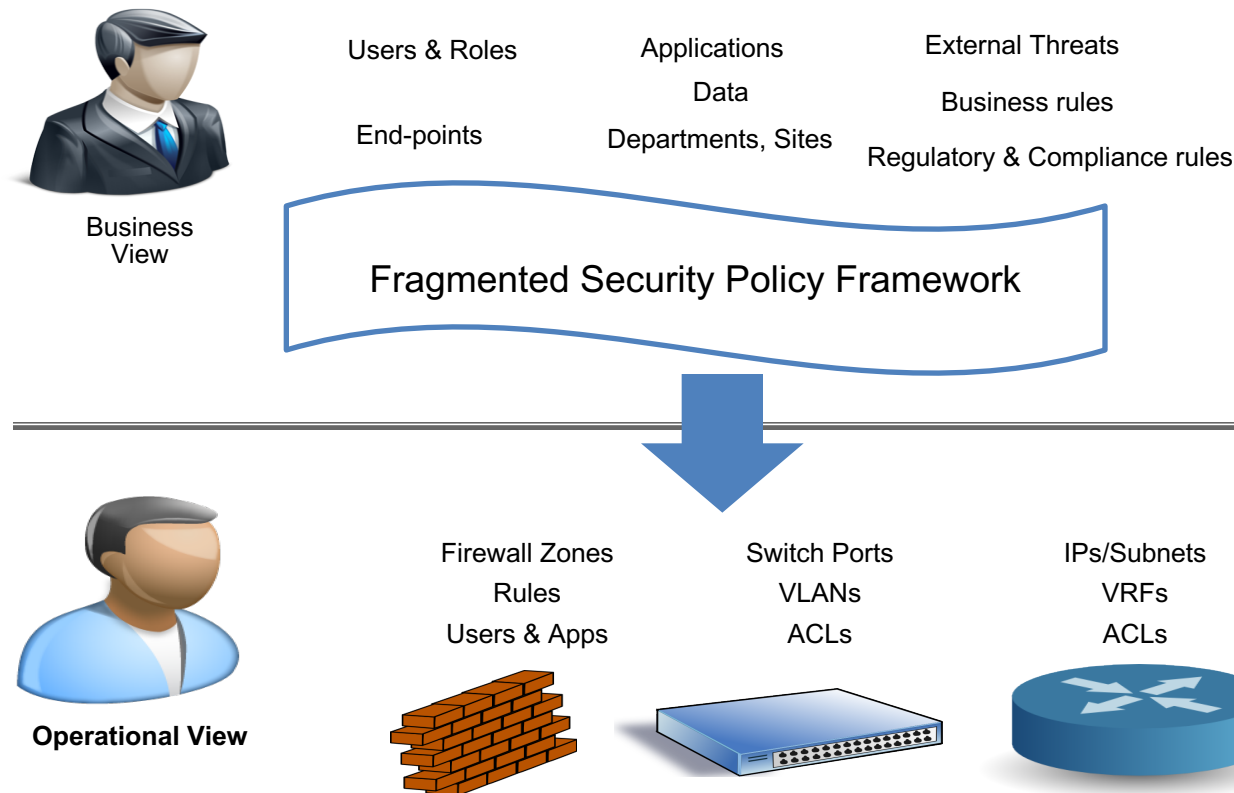 Users & Roles
Applications
External Threats
Data
Business rules
End-points
Departments, Sites
Regulatory & Compliance rules
Business
View
Fragmented Security Policy Framework
Firewall Zones
Rules
Users & Apps
Switch Ports
VLANs
ACLs
IPs/Subnets
VRFs
ACLs
Operational View